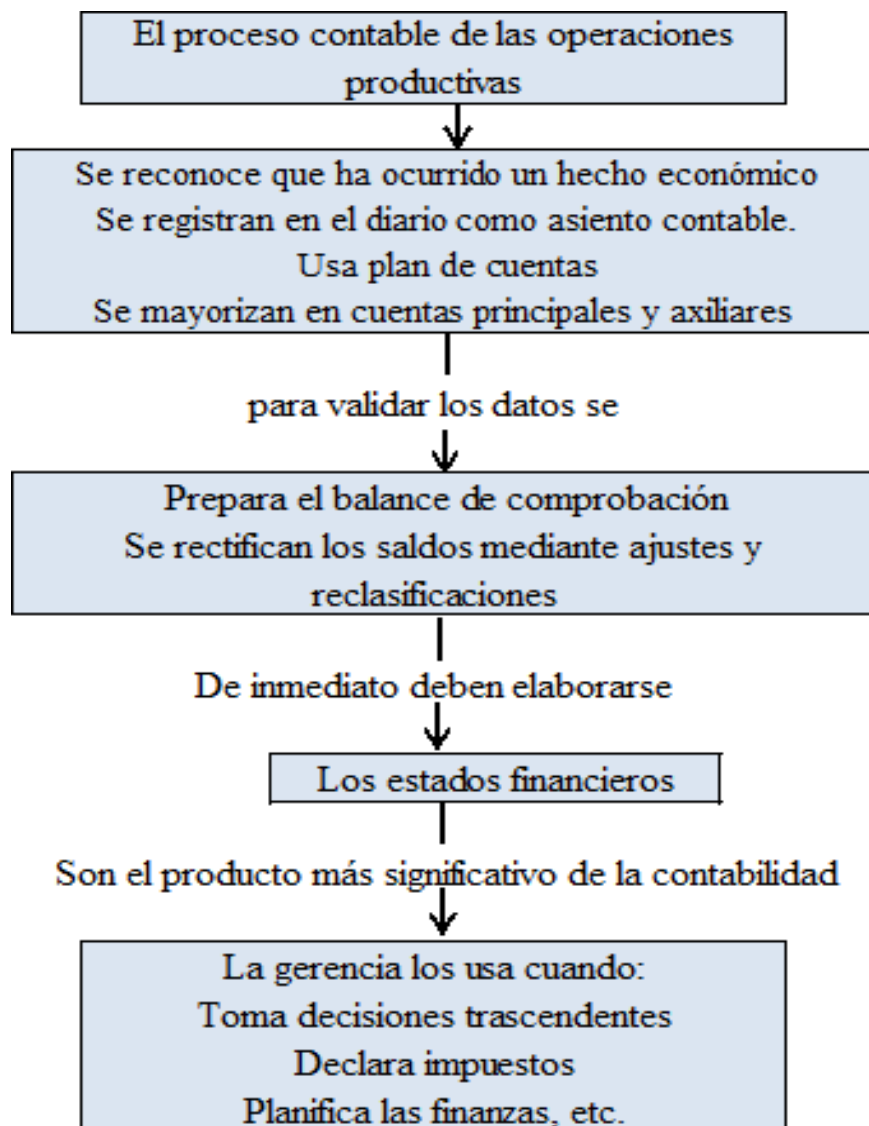 El proceso contable de las operaciones
productivas
Se reconoce que ha ocurrido un hecho económico
Se registran en el diario como asiento contable.
Usa plan de cuentas
Se mayorizan en cuentas principales y axiliares
para validar los datos se
Prepara el balance de comprobación
Se rectifican los saldos mediante ajustes y
reclasificaciones
De inmediato deben elaborarse
Los estados financieros
Son el producto más significativo de la contabilidad
La gerencia los usa cuando:
Toma decisiones trascendentes
Declara impuestos
Planifica las finanzas, etc.